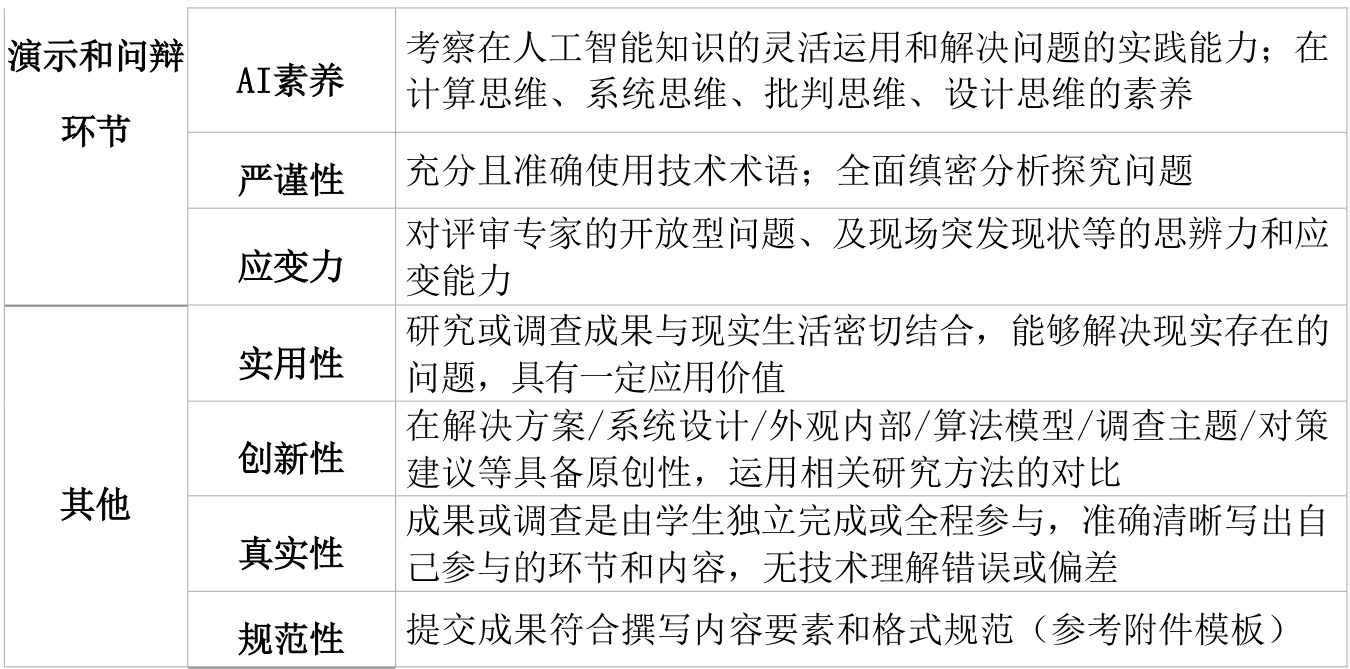 演示和问辩
环节
AI素养
考察在人工智能知识的灵活运用和解决问题的实践能力；在
计算思维、系统思维、批判思维、设计思维的素养
严谨性
充分且准确使用技术术语；全面缜密分析探究问题
应变力
对评审专家的开放型问题、及现场突发现状等的思辨力和应
变能力
其他
实用性
研究或调查成果与现实生活密切结合，能够解决现实存在的
问题，具有一定应用价值
创新性
在解决方案/系统设计/外观内部/算法模型/调查主题/对策
建议等具备原创性，运用相关研究方法的对比
真实性
成果或调查是由学生独立完成或全程参与，准确清晰写出自
己参与的环节和内容，无技术理解错误或偏差
规范性
提交成果符合撰写内容要素和格式规范（参考附件模板）